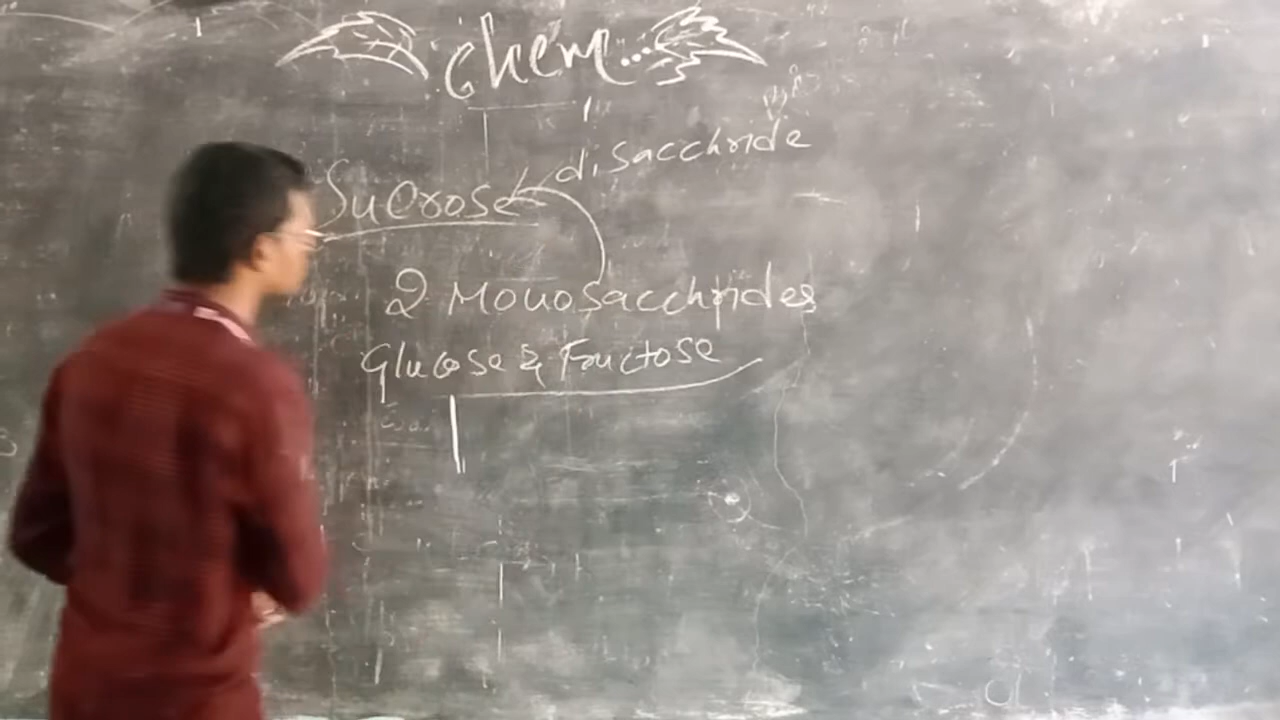 chem...
disacchride
Sucrose
2 Monosacchrides
Glucose & Fructose